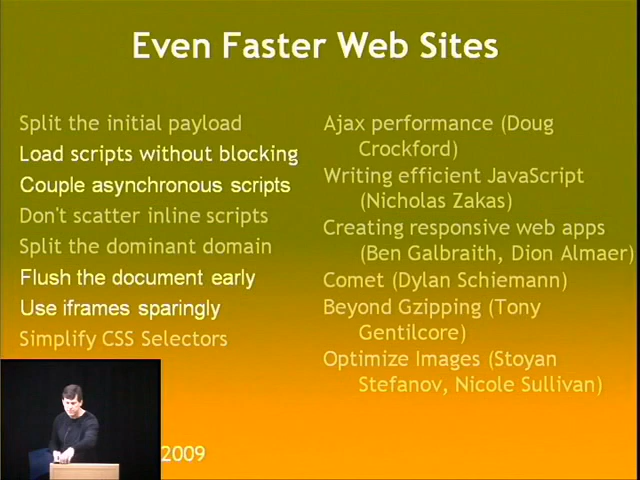 Even Faster Web Sites
Split the initial payload
Load scripts without blocking
Couple asynchronous scripts
Don't scatter inline scripts
Split the dominant domain
Flush the document early
Use iframes sparingly
Simplify CSS Selectors
Ajax performance (Doug
Crockford)
Writing efficient JavaScript
(Nicholas Zakas)
Creating responsive web apps
(Ben Galbraith, Dion Almaer)
Comet (Dylan Schiemann)
Beyond Gzipping (Tony
Gentilcore)
Optimize Images (Stoyan
Stefanov, Nicole Sullivan)
2009